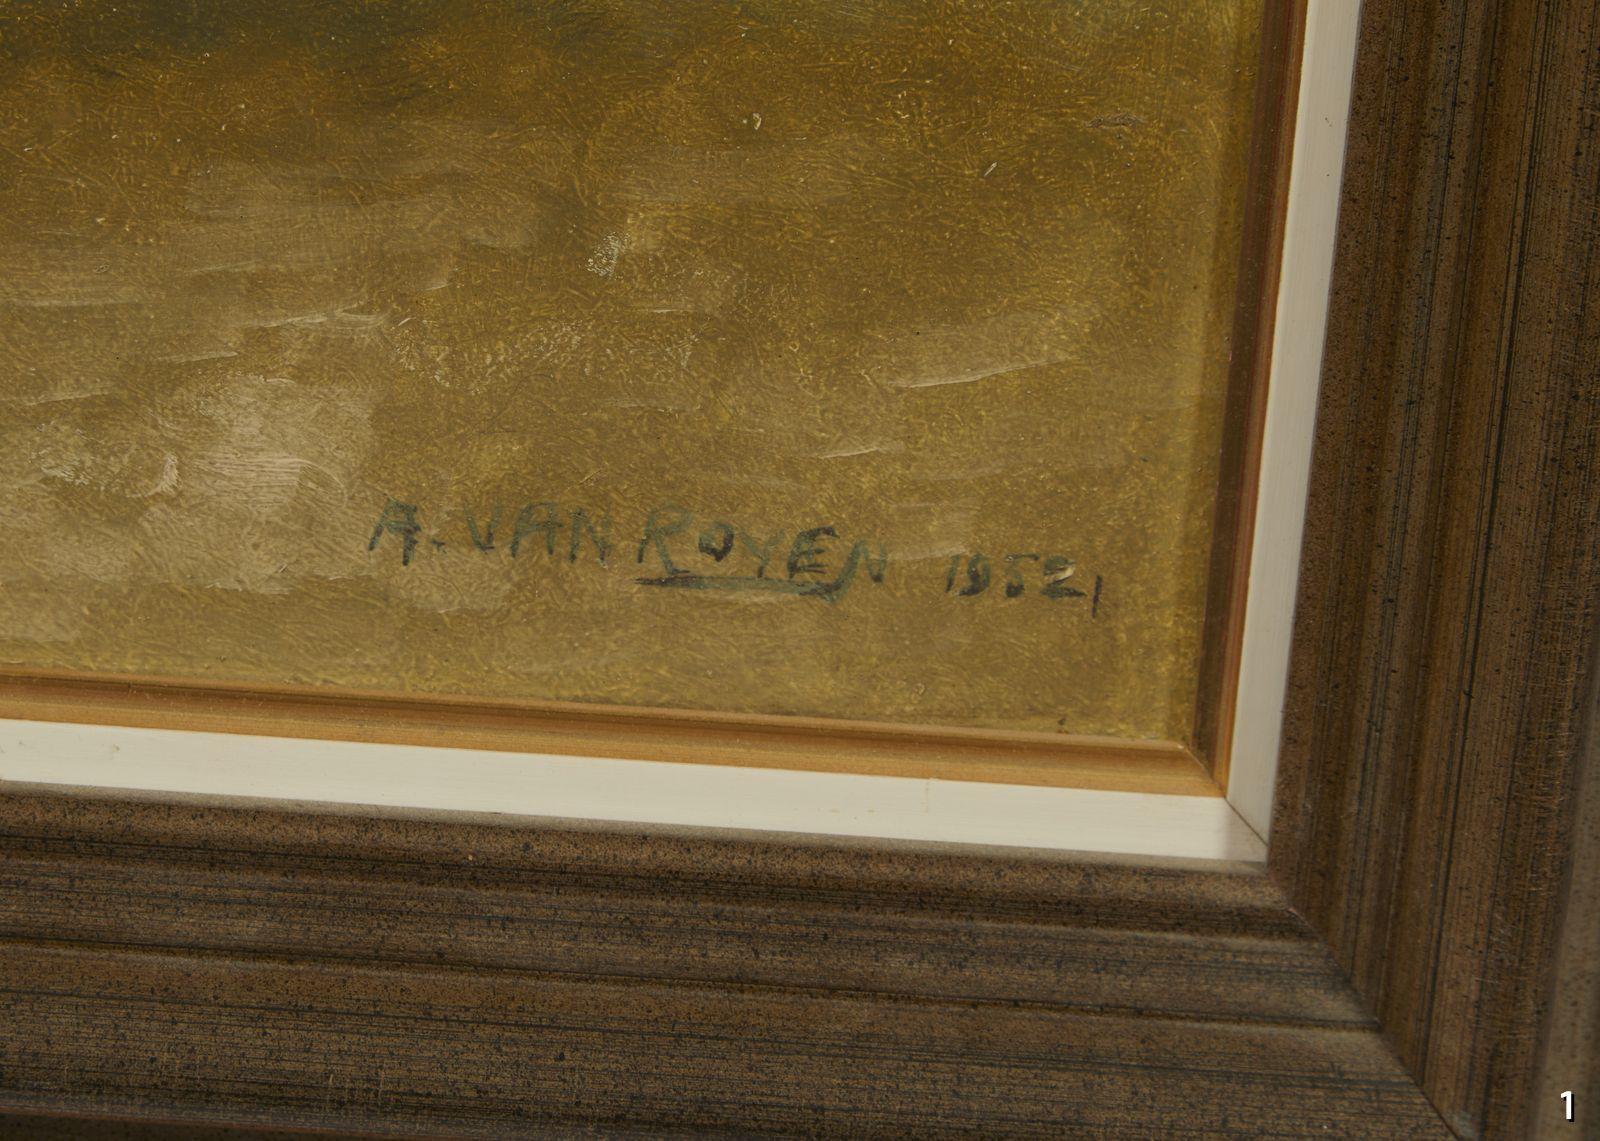 A. VAN ROYEN 1952,
1